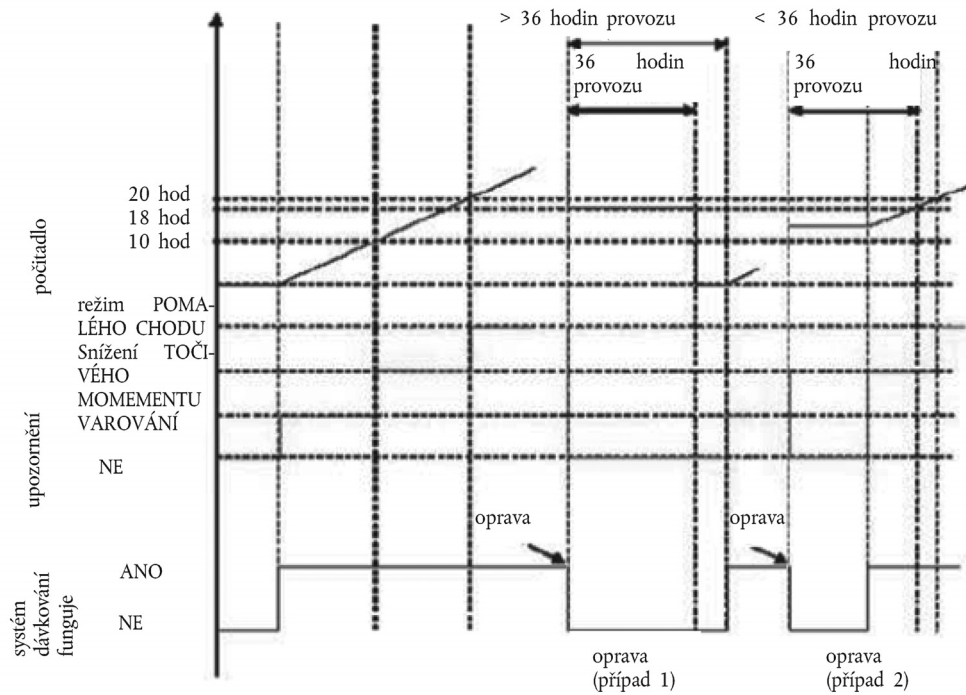 > 36 hodin provozu
< 36 hodin provozu
36 hodin
provozu
36 hodin
provozu
počitadlo
20 hod
18 hod
10 hod
režim POMA-
LÉHO CHODU
Snížení TOČI-
VÉHO
MOMEMENTU
VAROVÁNÍ
upozornění
NE
oprava
oprava
systém
dávkování
funguje
ANO
NE
oprava
(případ 1)
oprava
(případ 2)